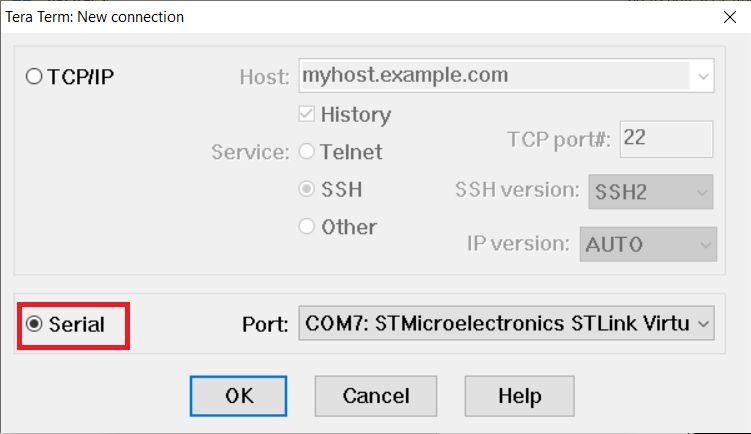 Tera Term: New connection
TCP/IP
Host: myhost.example.com
History
Service: Telnet
TCP port#: 22
SSH
SSH version: SSH2
Other
IP version: AUTO
Serial
Port: COM7: STMicroelectronics STLink Virtu
OK
Cancel
Help